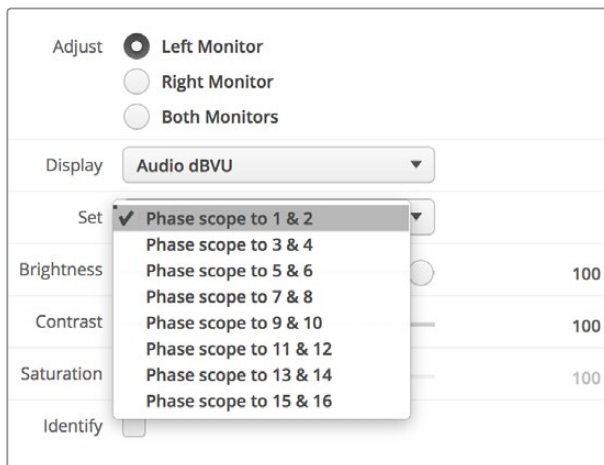 Adjust Left Monitor
Right Monitor
Both Monitors
Display Audio dBVU
Set Phase scope to 1 & 2
Phase scope to 3 & 4
Brightness Phase scope to 5 & 6 100
Phase scope to 7 & 8
Contrast Phase scope to 9 & 10 100
Phase scope to 11 & 12
Saturation Phase scope to 13 & 14 100
Phase scope to 15 & 16
Identify